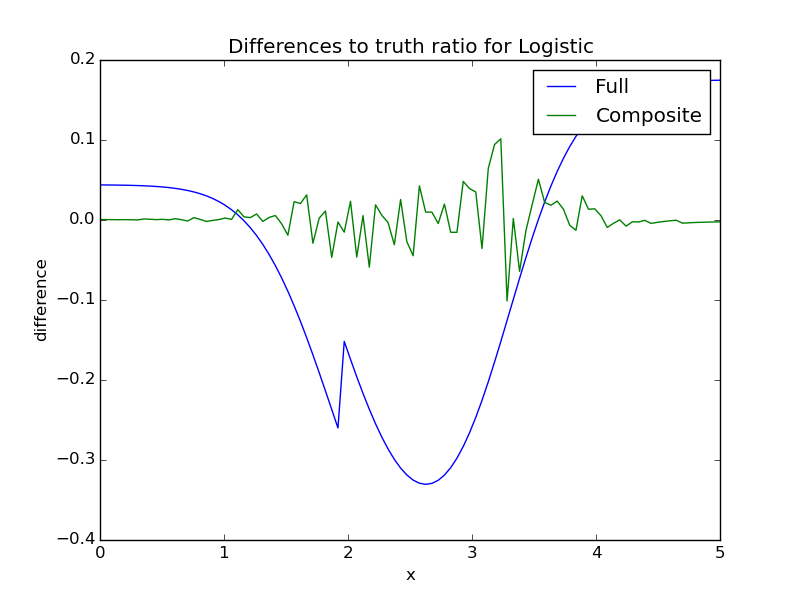 Differences to truth ratio for Logistic
Full
Composite
0.2
0.1
0.0
−0.1
−0.2
−0.3
−0.4
difference
0 1 2 3 4 5
x